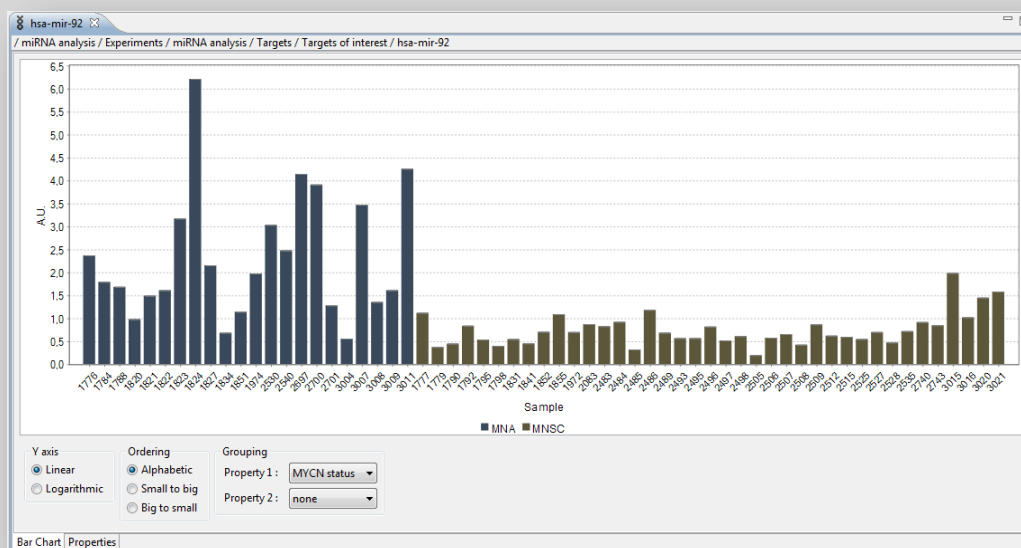 hsa-mir-92
/ miRNA analysis / Experiments / miRNA analysis / Targets / Targets of interest / hsa-mir-92
6,5
6,0
5,5
5,0
4,5
4,0
3,5
3,0
2,5
2,0
1,5
1,0
0,5
0,0
A.U.
1776 1784 1788 1820 1821 1822 1823 1824 1827 1834 1851 1974 2530 2540 2697 2700 2701 3004 3007 3008 3009 3011 1777 1779 1790 1792 1795 1798 1831 1841 1852 1855 1972 2063 2483 2484 2485 2486 2489 2493 2495 2496 2497 2498 2505 2506 2507 2508 2509 2512 2515 2525 2527 2528 2535 2740 2743 3015 3016 3020 3021
Sample
MNA MNSC
Y axis Ordering Grouping
Linear Alphabetic Property 1 : MYCN status
Logarithmic Small to big Property 2 : none
Big to small
Bar Chart Properties